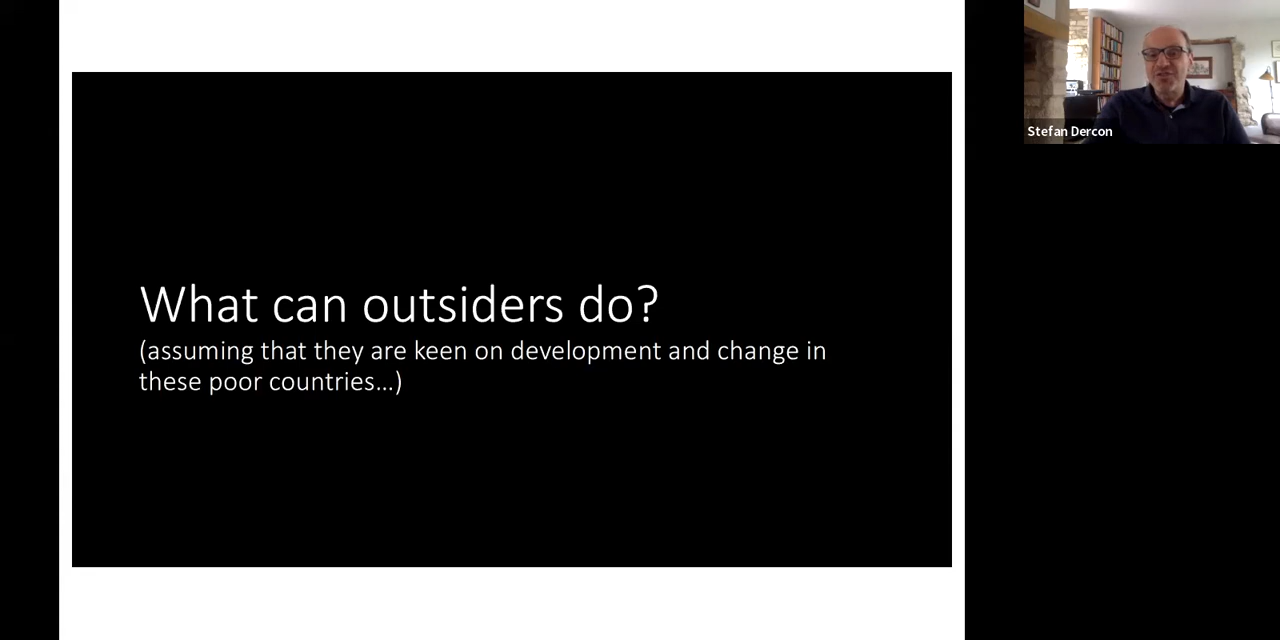 What can outsiders do?
(assuming that they are keen on development and change in
these poor countries...)
Stefan Dercon